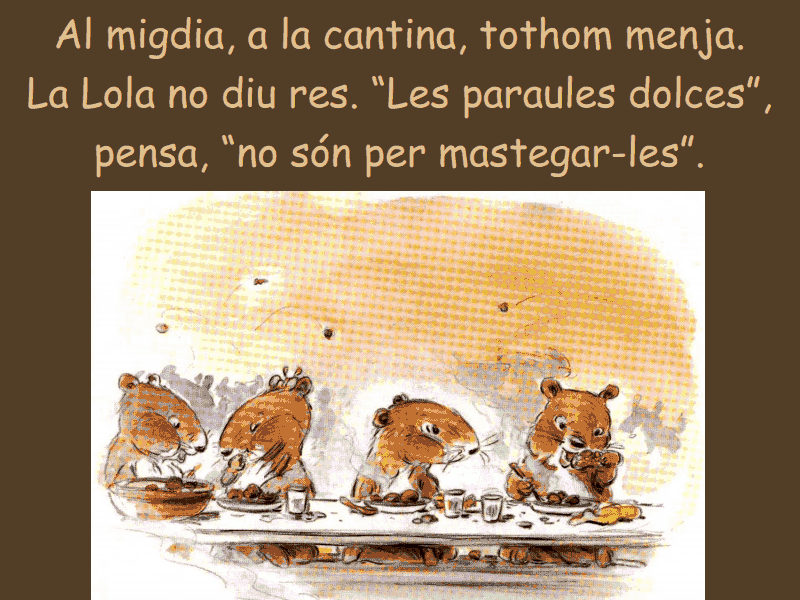 Al migdia, a la cantina, tothom menja.
La Lola no diu res. “Les paraules dolces”,
pensa, “no són per mastegar-les”.